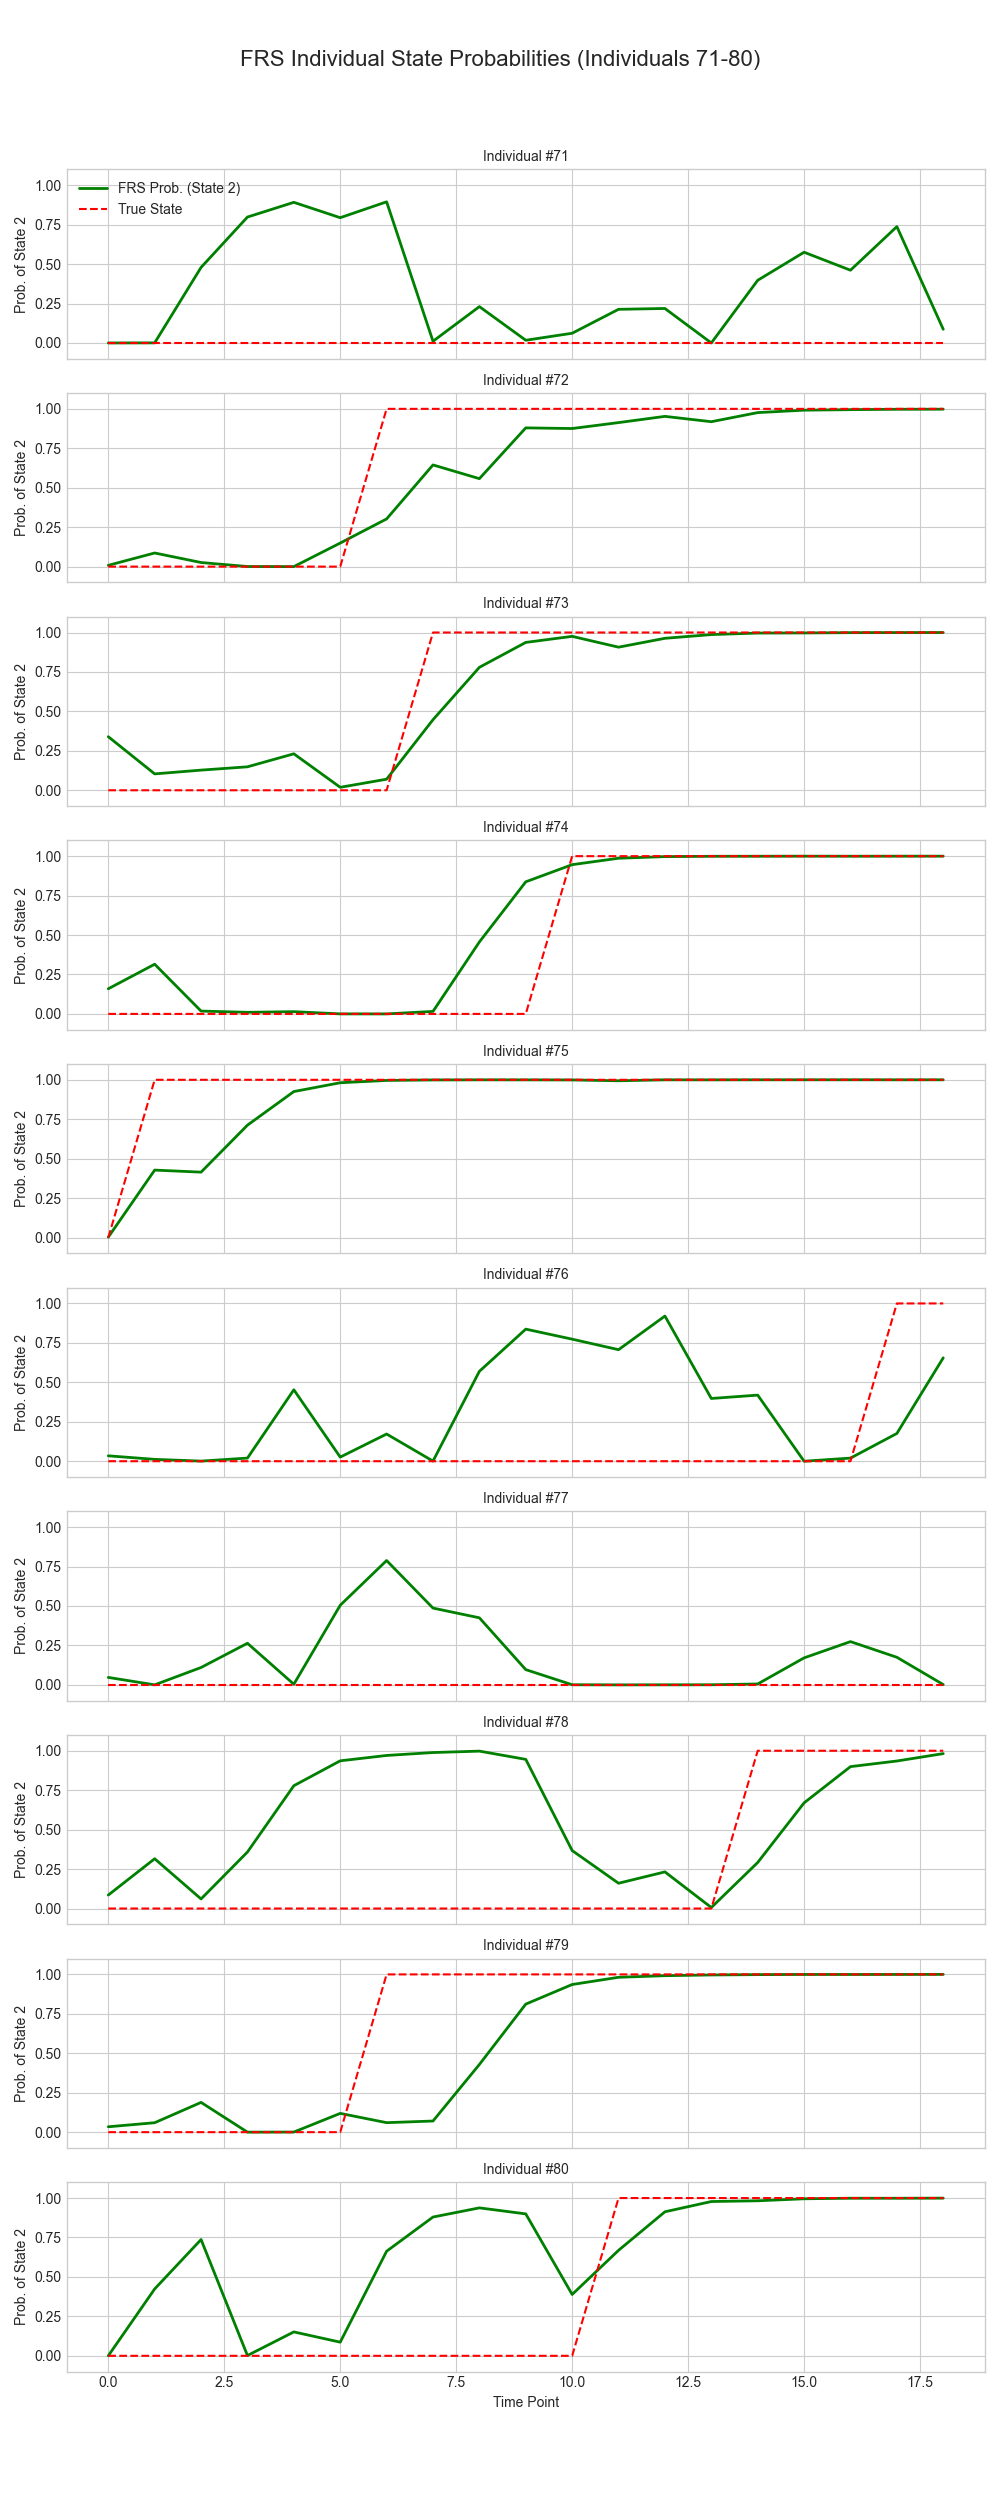 FRS Individual State Probabilities (Individuals 71-80)
Individual #71
FRS Prob. (State 2)
True State
Prob. of State 2
1.00
0.75
0.50
0.25
0.00
Individual #72
Prob. of State 2
1.00
0.75
0.50
0.25
0.00
Individual #73
Prob. of State 2
1.00
0.75
0.50
0.25
0.00
Individual #74
Prob. of State 2
1.00
0.75
0.50
0.25
0.00
Individual #75
Prob. of State 2
1.00
0.75
0.50
0.25
0.00
Individual #76
Prob. of State 2
1.00
0.75
0.50
0.25
0.00
Individual #77
Prob. of State 2
1.00
0.75
0.50
0.25
0.00
Individual #78
Prob. of State 2
1.00
0.75
0.50
0.25
0.00
Individual #79
Prob. of State 2
1.00
0.75
0.50
0.25
0.00
Individual #80
Prob. of State 2
1.00
0.75
0.50
0.25
0.00
0.0 2.5 5.0 7.5 10.0 12.5 15.0 17.5
Time Point